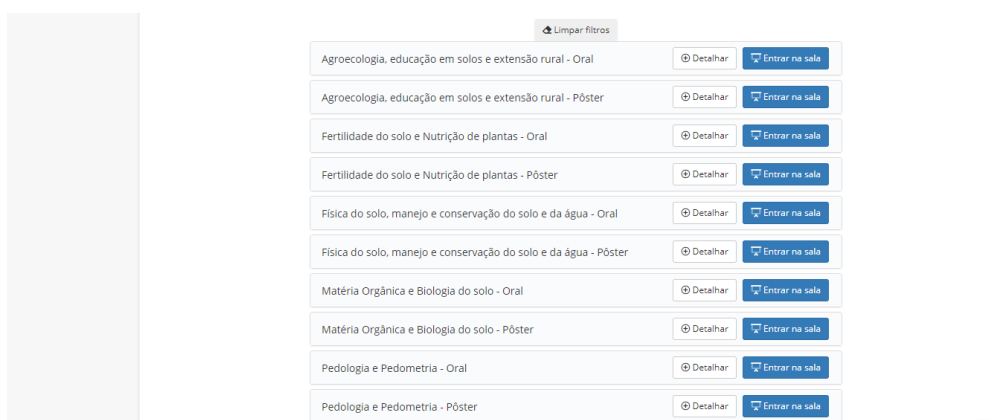 Limpar filtros
Agroecologia, educação em solos e extensão rural - Oral Detalhar Entrar na sala
Agroecologia, educação em solos e extensão rural - Pôster Detalhar Entrar na sala
Fertilidade do solo e Nutrição de plantas - Oral Detalhar Entrar na sala
Fertilidade do solo e Nutrição de plantas - Pôster Detalhar Entrar na sala
Física do solo, manejo e conservação do solo e da água - Oral Detalhar Entrar na sala
Física do solo, manejo e conservação do solo e da água - Pôster Detalhar Entrar na sala
Matéria Orgânica e Biologia do solo - Oral Detalhar Entrar na sala
Matéria Orgânica e Biologia do solo - Pôster Detalhar Entrar na sala
Pedologia e Pedometria - Oral Detalhar Entrar na sala
Pedologia e Pedometria - Pôster Detalhar Entrar na sala